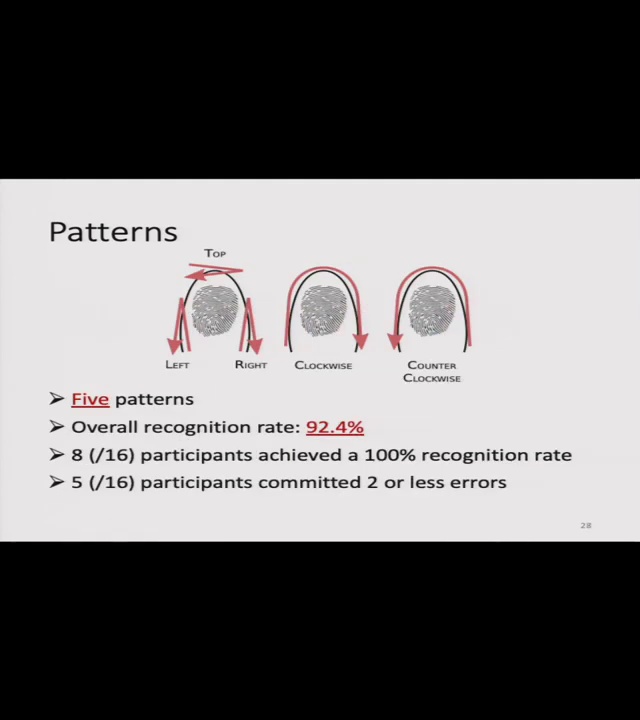 Patterns
TOP
LEFT
RIGHT
CLOCKWISE
COUNTER
CLOCKWISE
➢ Five patterns
➢ Overall recognition rate: 92.4%
➢ 8 (/16) participants achieved a 100% recognition rate
➢ 5 (/16) participants committed 2 or less errors
28